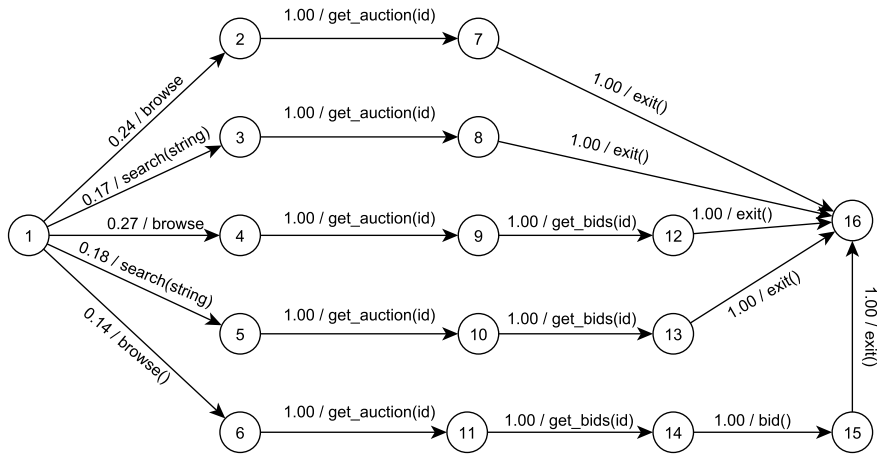 2
1.00 / get_auction(id)
7
1.00 / exit()
0.24 / browse
3
1.00 / get_auction(id)
8
1.00 / exit()
0.17 / search(string)
1
0.27 / browse
4
1.00 / get_auction(id)
9
1.00 / get_bids(id)
12
1.00 / exit()
16
0.18 / search(string)
5
1.00 / get_auction(id)
10
1.00 / get_bids(id)
13
1.00 / exit()
0.14 / browse()
6
1.00 / get_auction(id)
11
1.00 / get_bids(id)
14
1.00 / bid()
15
1.00 / exit()